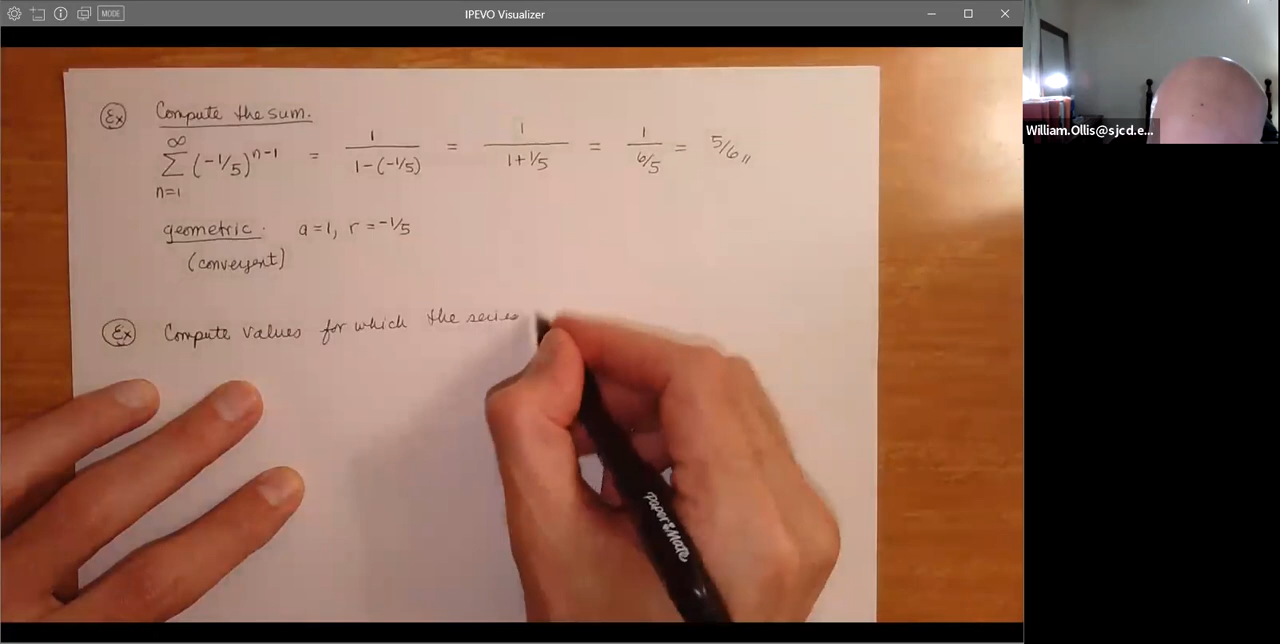 MODE
IPEVO Visualizer
Ex Compute the sum.
∞
∑ (-1/5)^(n-1) = 1/(1-(-1/5)) = 1/(1+1/5) = 1/(6/5) = 5/6 "
n=1
geometric. a=1, r=-1/5
(convergent)
Ex Compute values for which the series
Paper Mate
William.Ollis@sjcd.e...